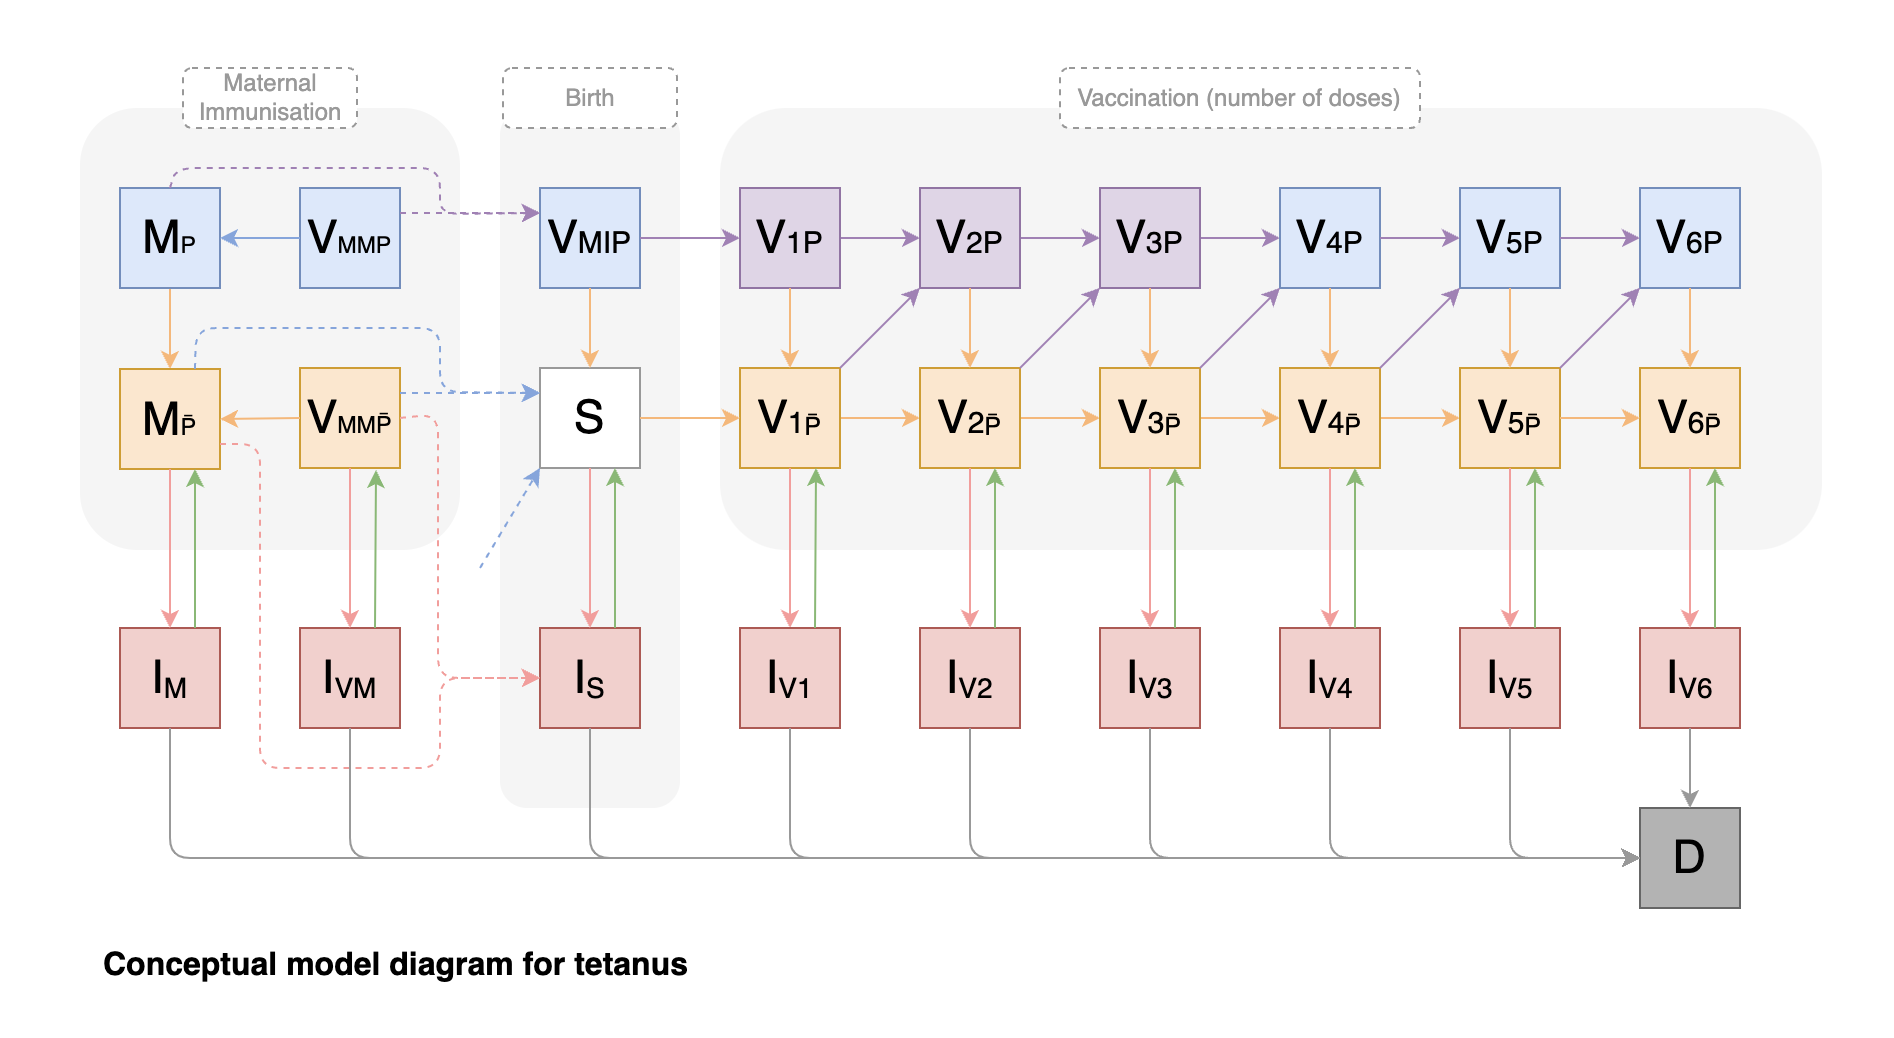 Maternal
Immunisation
Birth
Vaccination (number of doses)
MP VMMP VMIP V1P V2P V3P V4P V5P V6P
MP̄ VMMP̄ S V1P̄ V2P̄ V3P̄ V4P̄ V5P̄ V6P̄
IM IVM IS IV1 IV2 IV3 IV4 IV5 IV6
D
Conceptual model diagram for tetanus